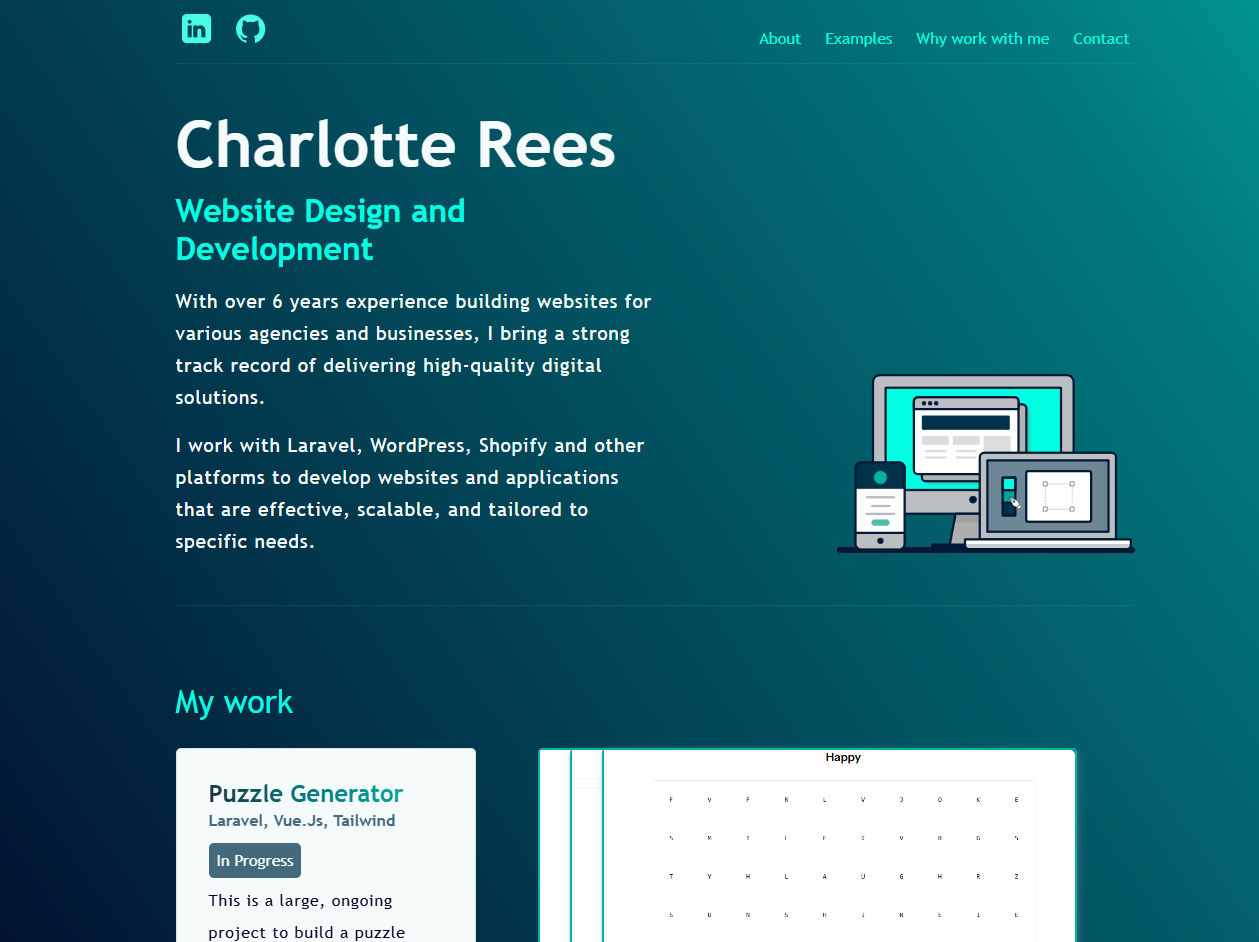 in
About Examples Why work with me Contact
Charlotte Rees
Website Design and
Development
With over 6 years experience building websites for
various agencies and businesses, I bring a strong
track record of delivering high-quality digital
solutions.
I work with Laravel, WordPress, Shopify and other
platforms to develop websites and applications
that are effective, scalable, and tailored to
specific needs.
My work
Puzzle Generator
Laravel, Vue.Js, Tailwind
In Progress
This is a large, ongoing
project to build a puzzle
Happy
F V F R L V J O K E
T Y H L A U G H R Z
S U N S H I N E I E